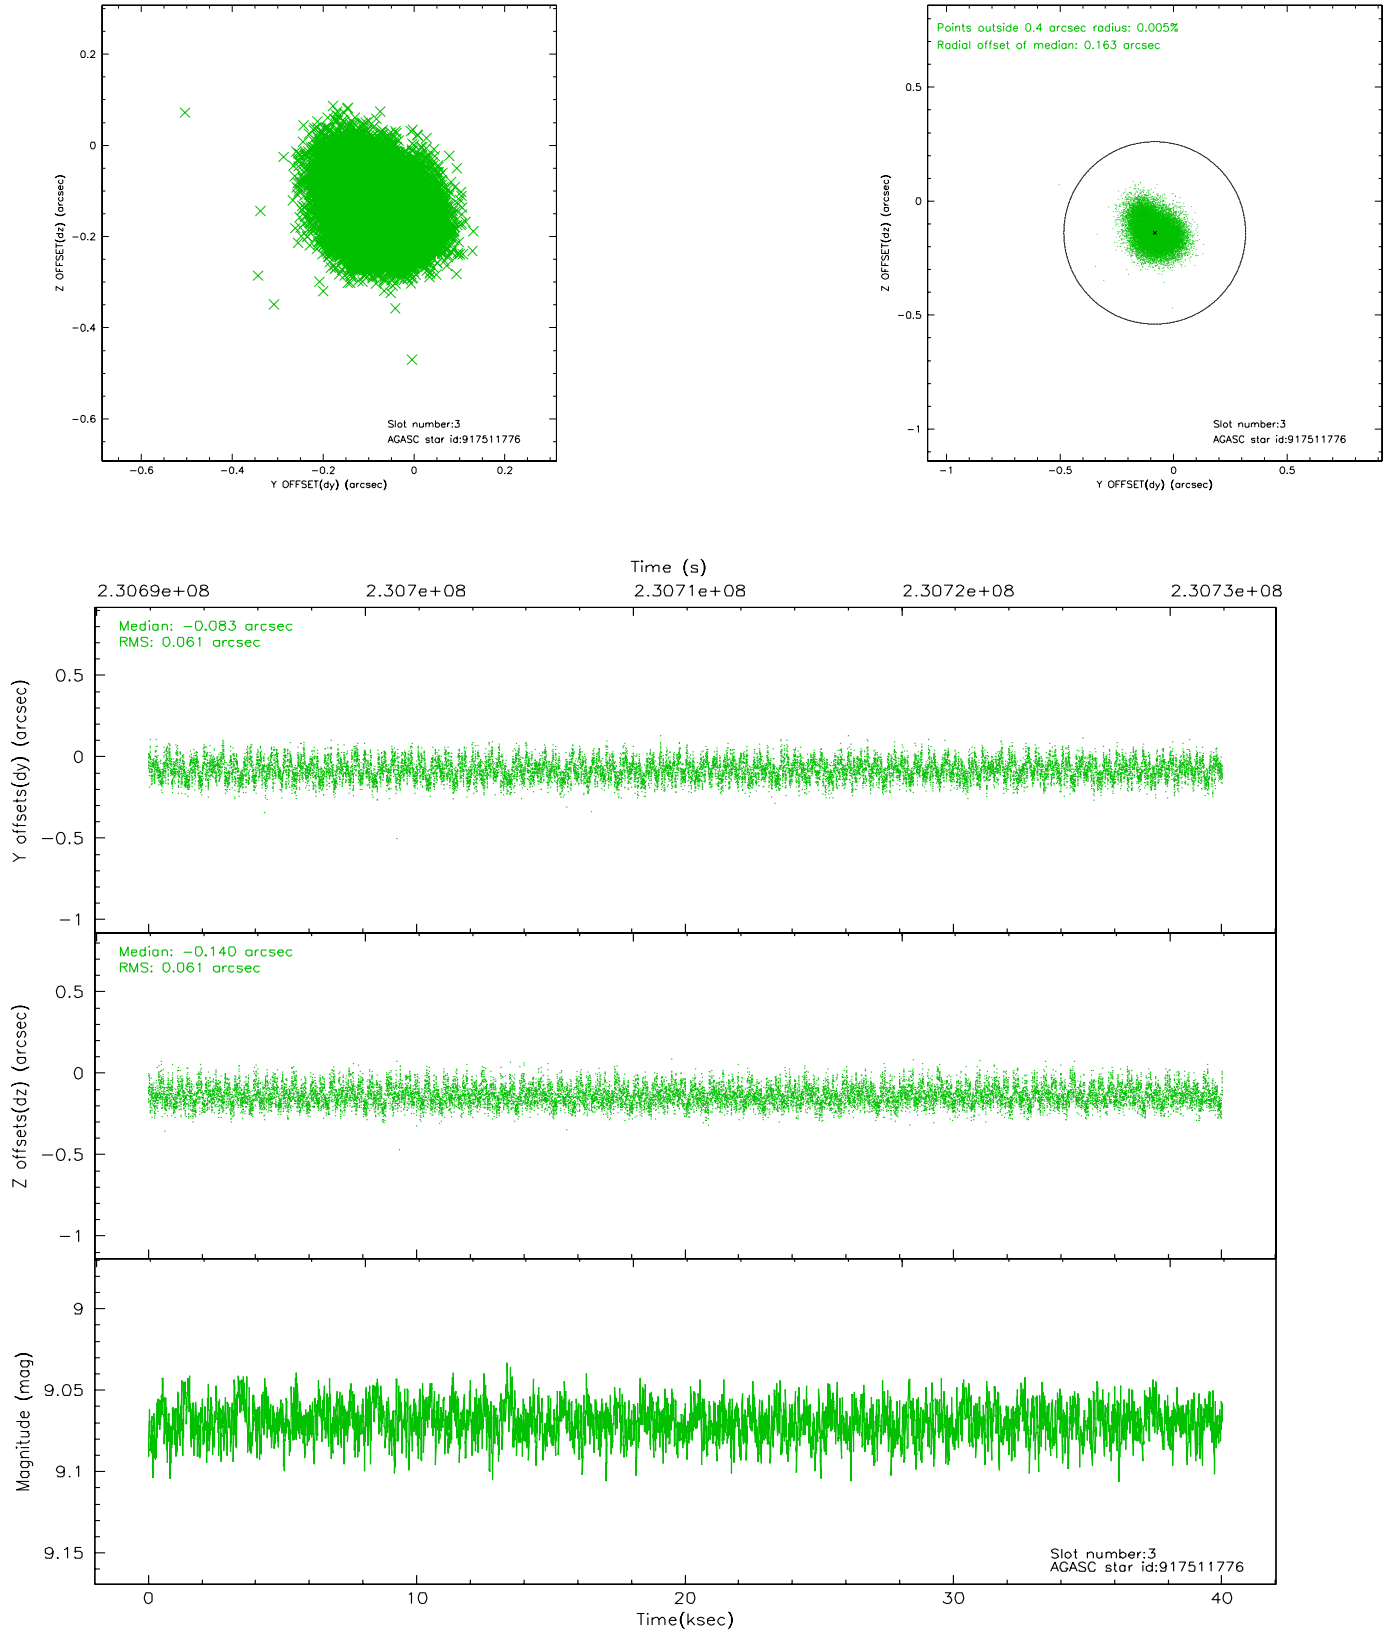 0.2
0
−0.2
−0.4
−0.6
Z OFFSET(dz) (arcsec)
Slot number:3
AGASC star id:917511776
−0.6 −0.4 −0.2 0 0.2
Y OFFSET(dy) (arcsec)
Points outside 0.4 arcsec radius: 0.005%
Radial offset of median: 0.163 arcsec
0.5
0
−0.5
−1
Z OFFSET(dz) (arcsec)
Slot number:3
AGASC star id:917511776
−1 −0.5 0 0.5
Y OFFSET(dy) (arcsec)
Time (s)
2.3069e+08 2.307e+08 2.3071e+08 2.3072e+08 2.3073e+08
Median: −0.083 arcsec
RMS: 0.061 arcsec
0.5
0
−0.5
−1
Y offsets(dy) (arcsec)
Median: −0.140 arcsec
RMS: 0.061 arcsec
0.5
0
−0.5
−1
Z offsets(dz) (arcsec)
9
9.05
9.1
9.15
Magnitude (mag)
Slot number:3
AGASC star id:917511776
0 10 20 30 40
Time(ksec)